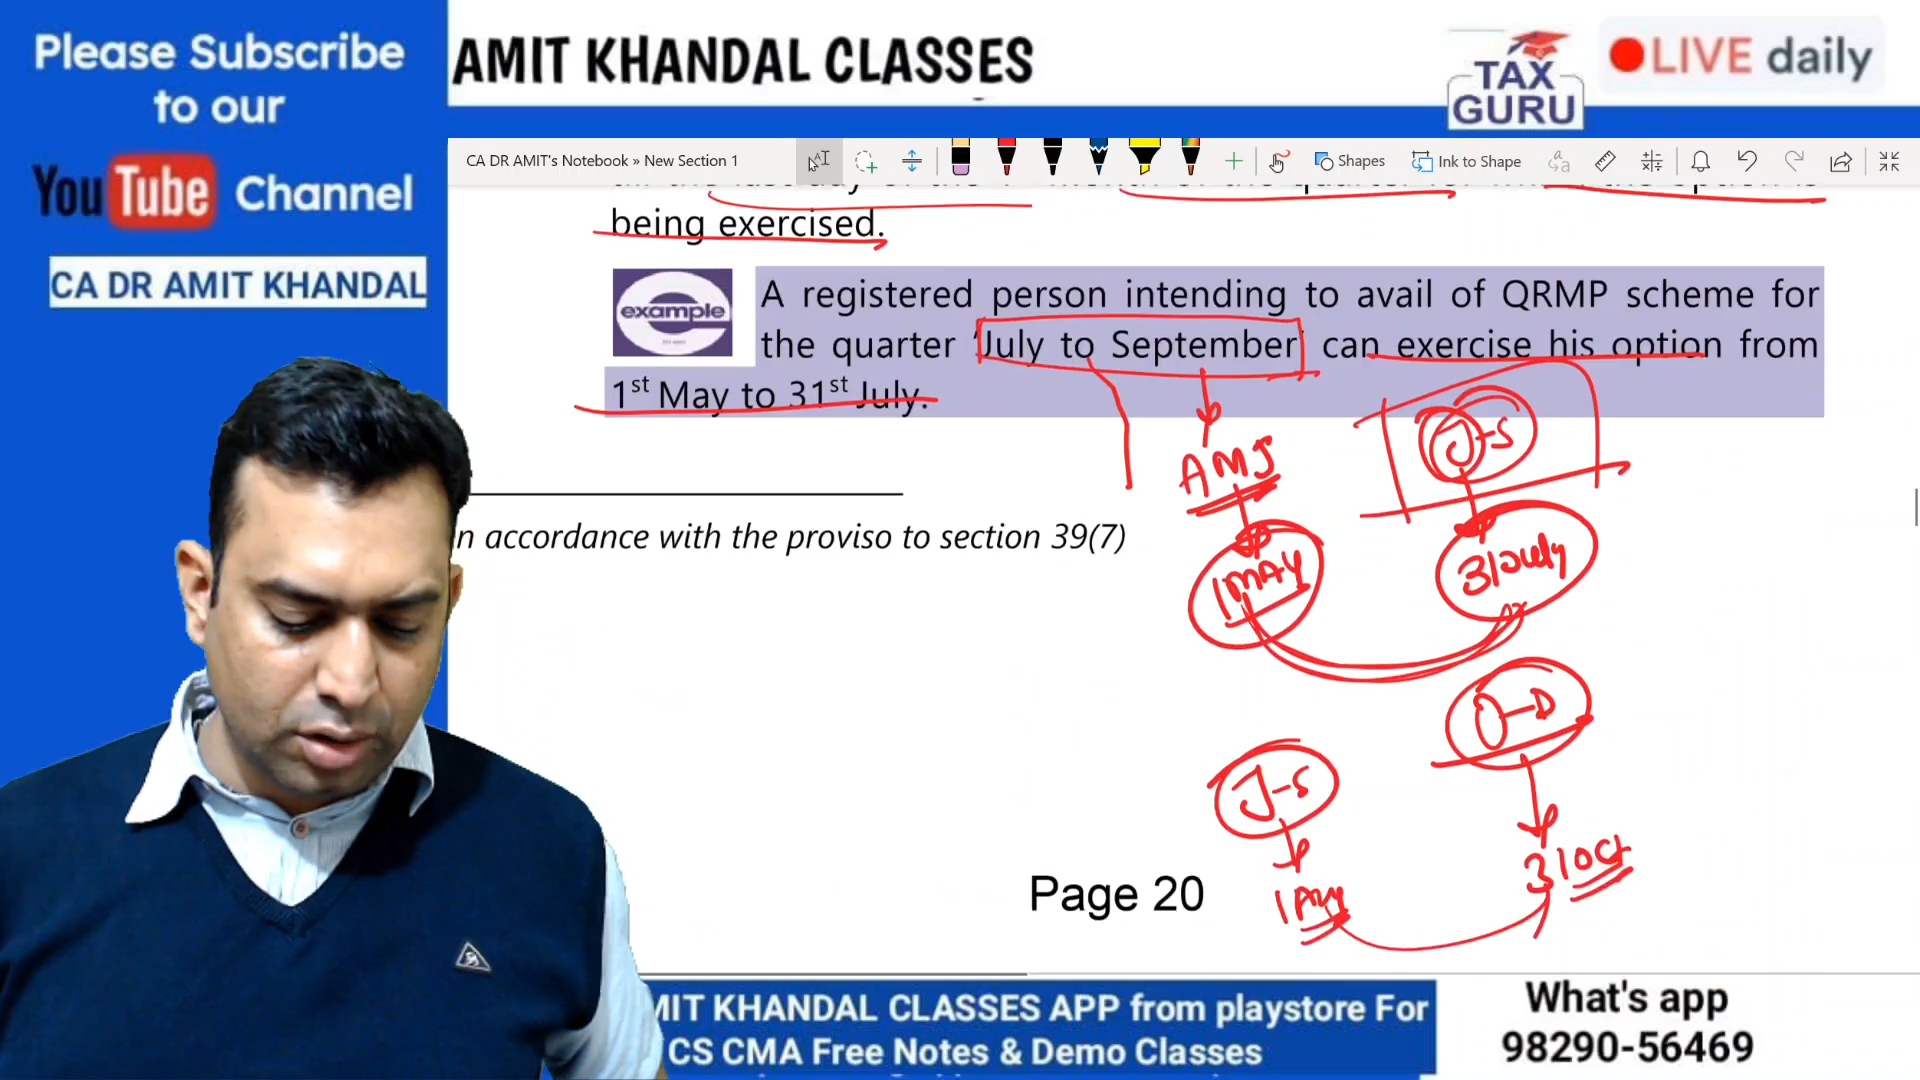 Please Subscribe
to our
You Tube Channel
CA DR AMIT KHANDAL
AMIT KHANDAL CLASSES
TAX
GURU
LIVE daily
CA DR AMIT's Notebook » New Section 1
Shapes
Ink to Shape
being exercised.
example
A registered person intending to avail of QRMP scheme for
the quarter 'July to September' can exercise his option from
1st May to 31st July.
AMJ
J-S
n accordance with the proviso to section 39(7)
1 MAY
31 July
O-D
J-S
31 Oct
Page 20
MIT KHANDAL CLASSES APP from playstore For
CS CMA Free Notes & Demo Classes
What's app
98290-56469